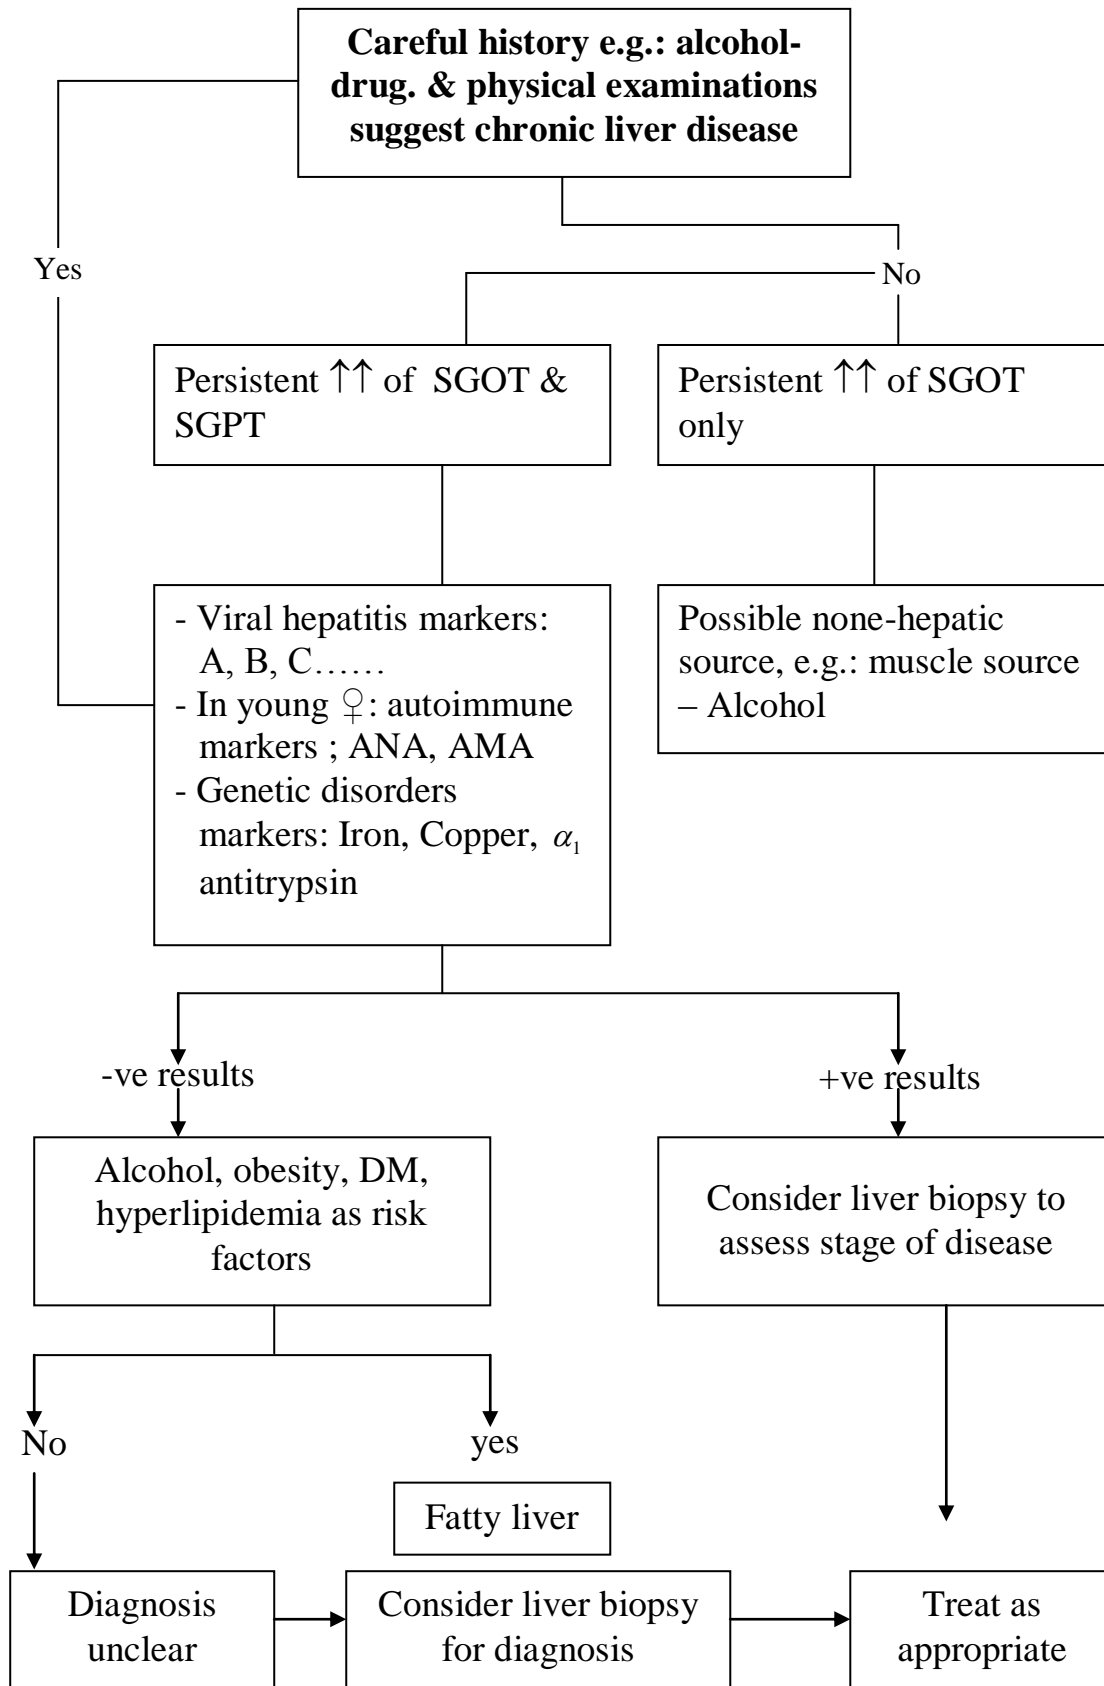 Careful history e.g.: alcohol-
drug. & physical examinations
suggest chronic liver disease
Yes
No
Persistent ↑↑ of SGOT &
SGPT
Persistent ↑↑ of SGOT
only
- Viral hepatitis markers:
A, B, C……
- In young ♀: autoimmune
markers ; ANA, AMA
- Genetic disorders
markers: Iron, Copper, α₁
antitrypsin
Possible none-hepatic
source, e.g.: muscle source
– Alcohol
-ve results
+ve results
Alcohol, obesity, DM,
hyperlipidemia as risk
factors
Consider liver biopsy to
assess stage of disease
No
yes
Fatty liver
Diagnosis
unclear
Consider liver biopsy
for diagnosis
Treat as
appropriate